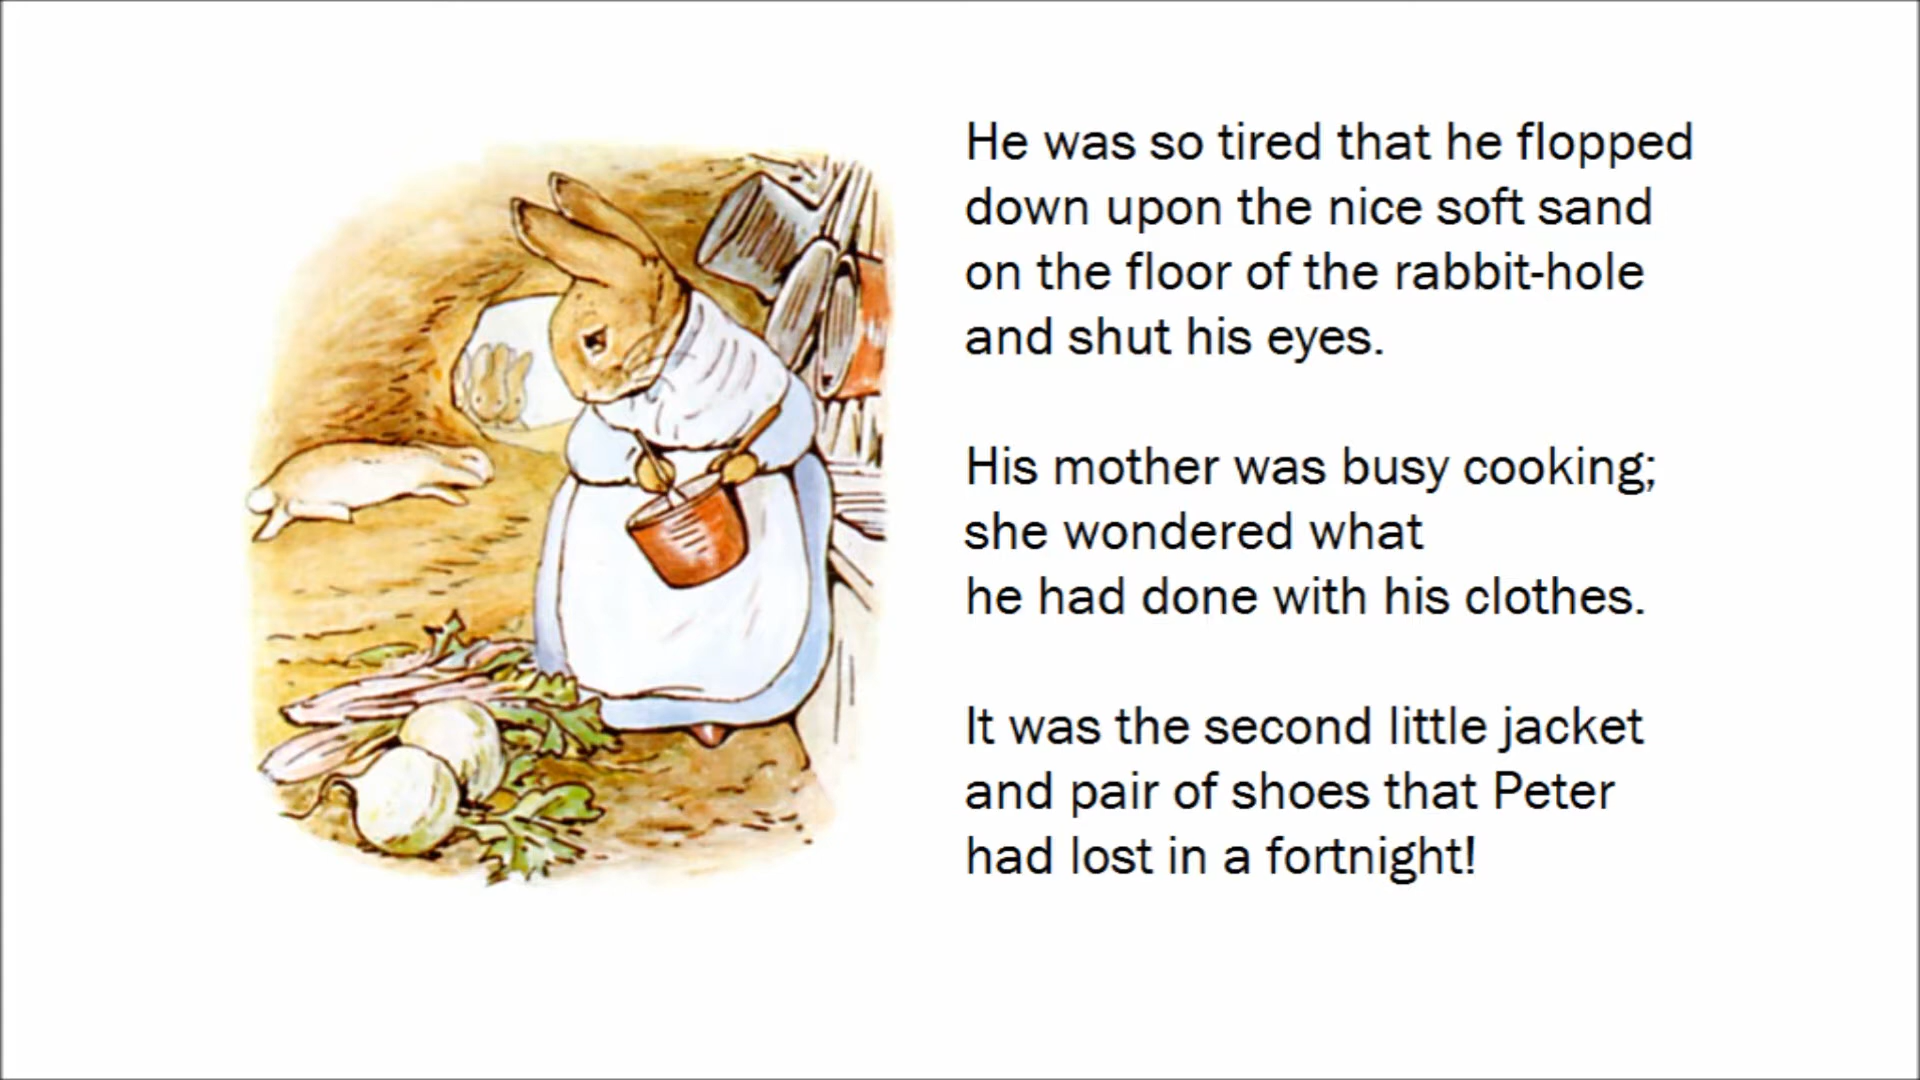 He was so tired that he flopped
down upon the nice soft sand
on the floor of the rabbit-hole
and shut his eyes.
His mother was busy cooking;
she wondered what
he had done with his clothes.
It was the second little jacket
and pair of shoes that Peter
had lost in a fortnight!